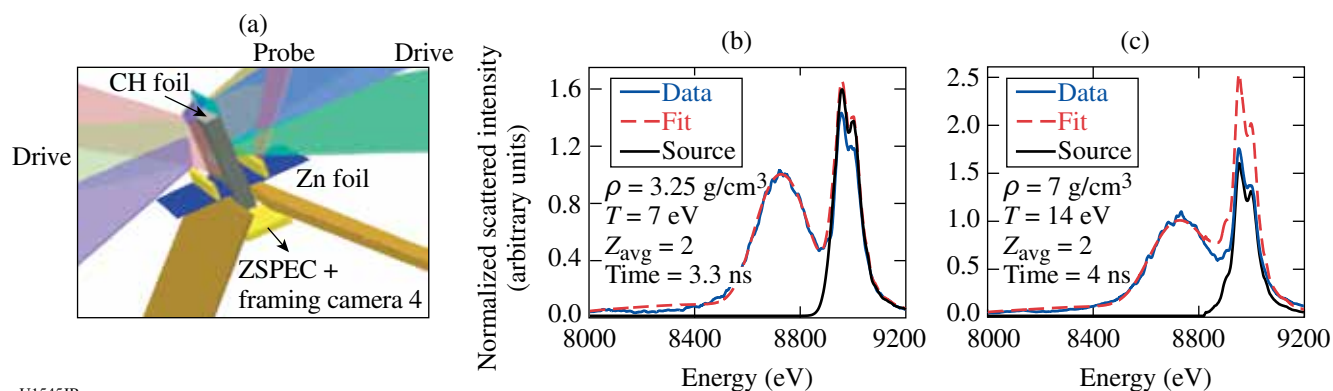 (a)
Probe
Drive
CH foil
Drive
Zn foil
ZSPEC +
framing camera 4
(b)
Normalized scattered intensity
(arbitrary units)
1.6
1.2
0.8
0.4
0.0
Data
Fit
Source
ρ = 3.25 g/cm³
T = 7 eV
Zavg = 2
Time = 3.3 ns
8000
8400
8800
9200
Energy (eV)
(c)
2.5
2.0
1.5
1.0
0.5
0.0
Data
Fit
Source
ρ = 7 g/cm³
T = 14 eV
Zavg = 2
Time = 4 ns
8000
8400
8800
9200
Energy (eV)